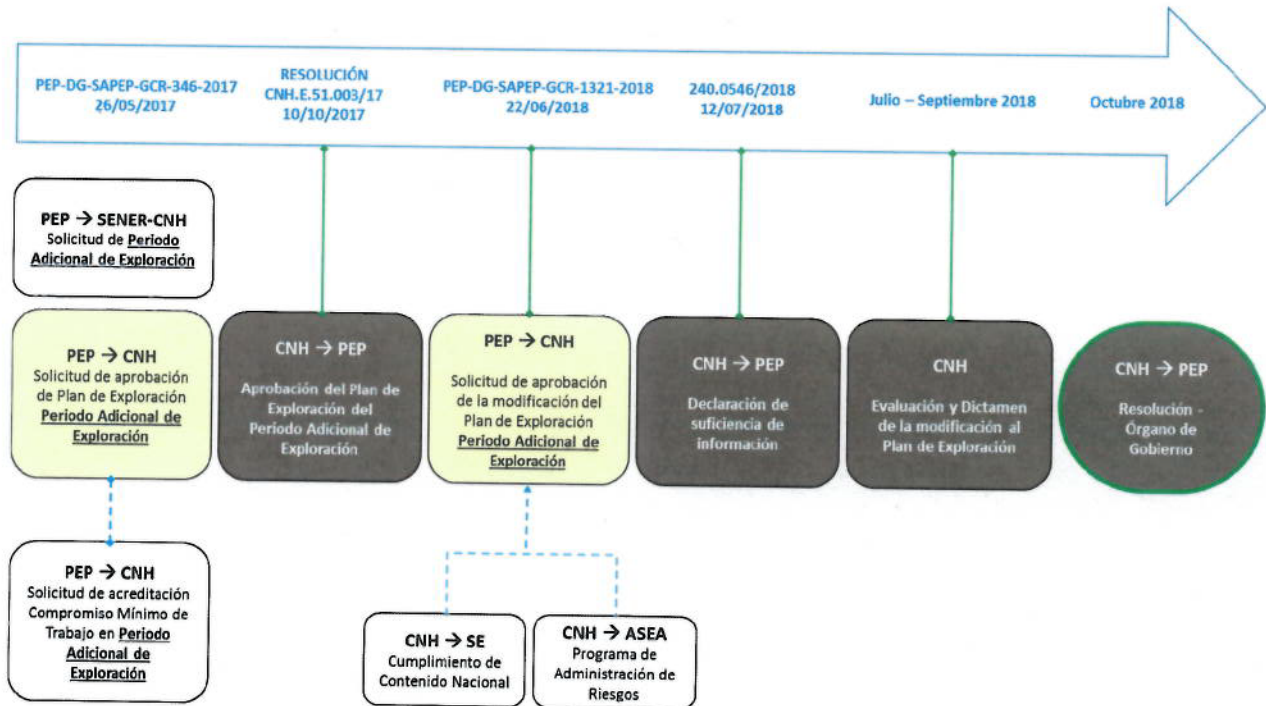 PEP-DG-SAPEP-GCR-346-2017
26/05/2017
RESOLUCIÓN
CNH.E.51.003/17
10/10/2017
PEP-DG-SAPEP-GCR-1321-2018
22/06/2018
240.0546/2018
12/07/2018
Julio – Septiembre 2018
Octubre 2018
PEP → SENER-CNH
Solicitud de Periodo
Adicional de Exploración
PEP → CNH
Solicitud de aprobación
de Plan de Exploración
Periodo Adicional de
Exploración
CNH → PEP
Aprobación del Plan de
Exploración del
Periodo Adicional de
Exploración
PEP → CNH
Solicitud de aprobación
de la modificación del
Plan de Exploración
Periodo Adicional de
Exploración
CNH → PEP
Declaración de
suficiencia de
información
CNH
Evaluación y Dictamen
de la modificación al
Plan de Exploración
CNH → PEP
Resolución -
Órgano de
Gobierno
PEP → CNH
Solicitud de acreditación
Compromiso Mínimo de
Trabajo en Periodo
Adicional de
Exploración
CNH → SE
Cumplimiento de
Contenido Nacional
CNH → ASEA
Programa de
Administración de
Riesgos